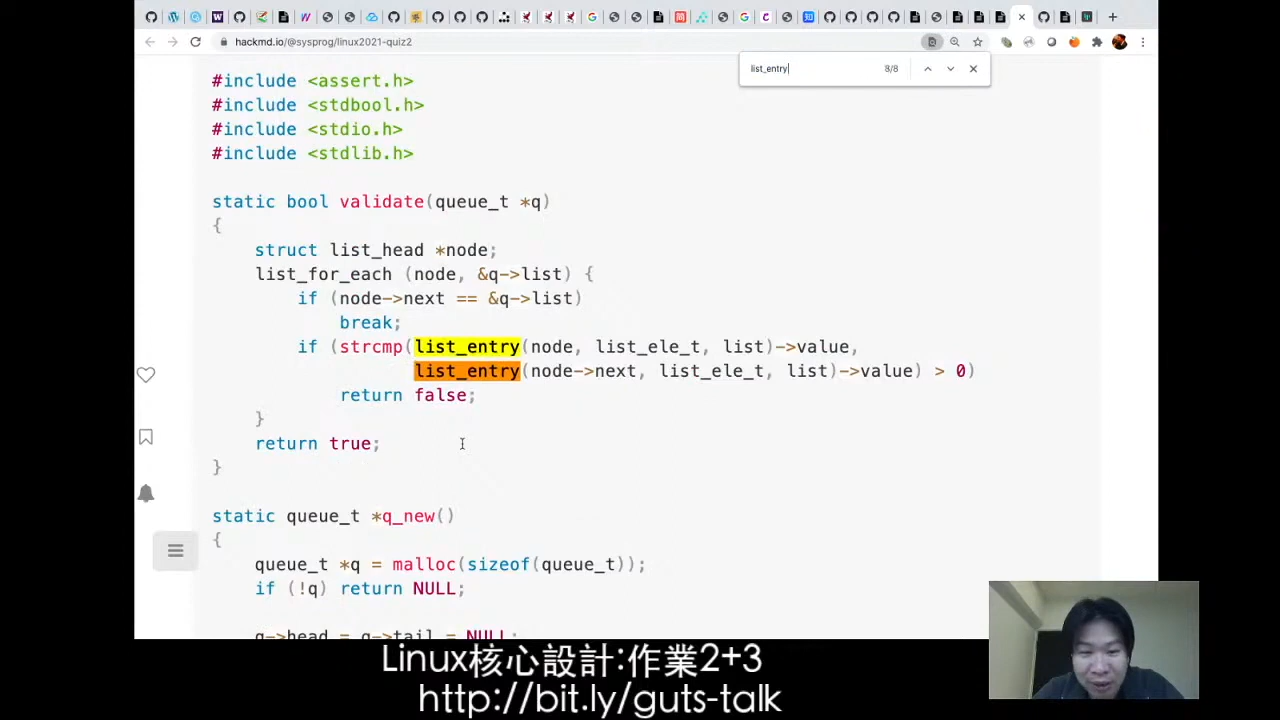 hackmd.io/@sysprog/linux2021-quiz2
list_entry
8/8
#include <assert.h>
#include <stdbool.h>
#include <stdio.h>
#include <stdlib.h>
static bool validate(queue_t *q)
{
struct list_head *node;
list_for_each (node, &q->list) {
if (node->next == &q->list)
break;
if (strcmp(list_entry(node, list_ele_t, list)->value,
list_entry(node->next, list_ele_t, list)->value) > 0)
return false;
}
return true;
}
static queue_t *q_new()
{
queue_t *q = malloc(sizeof(queue_t));
if (!q) return NULL;
q->head = q->tail = NULL;
Linux核心設計:作業2+3
http://bit.ly/guts-talk